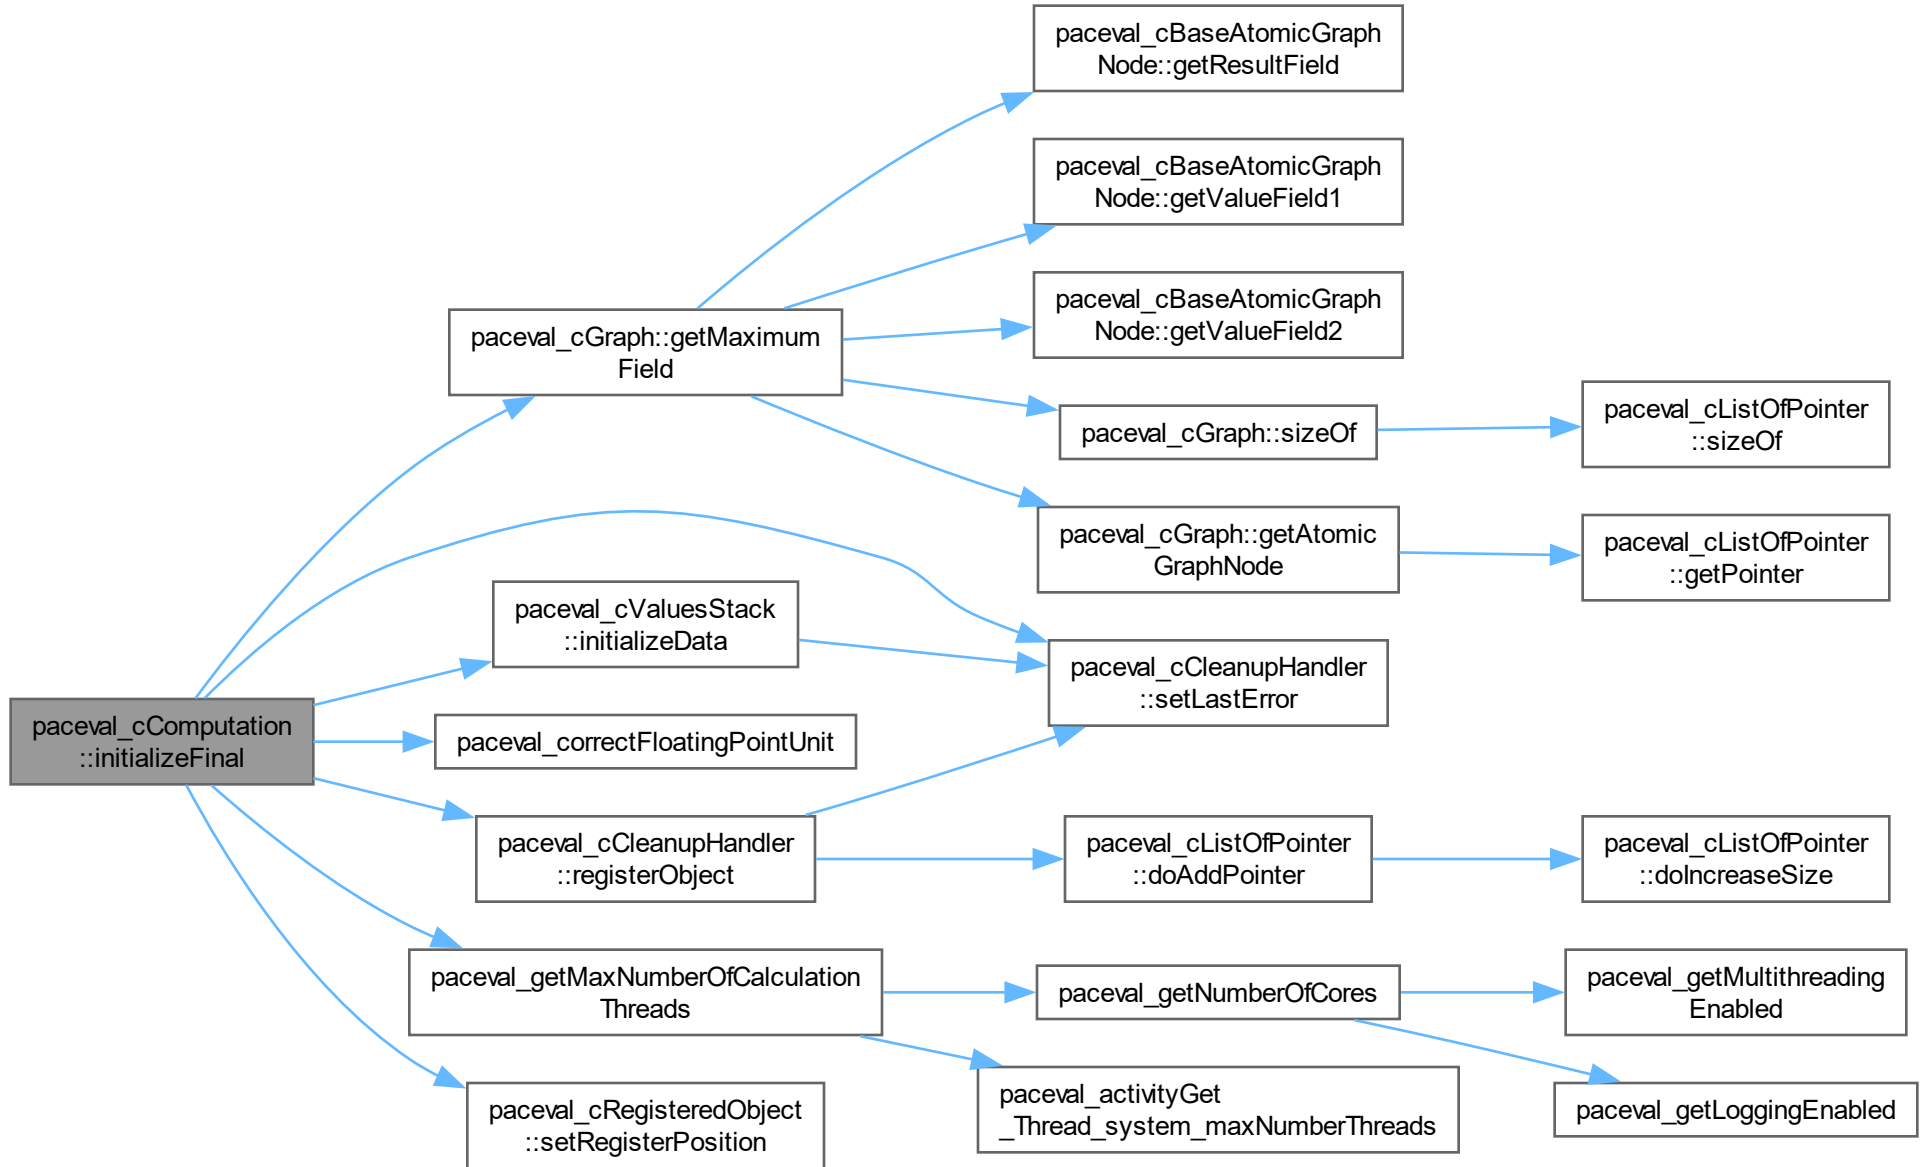 paceval_cComputation
::initializeFinal
paceval_cGraph::getMaximum
Field
paceval_cBaseAtomicGraph
Node::getResultField
paceval_cBaseAtomicGraph
Node::getValueField1
paceval_cBaseAtomicGraph
Node::getValueField2
paceval_cGraph::sizeOf
paceval_cListOfPointer
::sizeOf
paceval_cGraph::getAtomic
GraphNode
paceval_cListOfPointer
::getPointer
paceval_cValuesStack
::initializeData
paceval_cCleanupHandler
::setLastError
paceval_correctFloatingPointUnit
paceval_cCleanupHandler
::registerObject
paceval_cListOfPointer
::doAddPointer
paceval_cListOfPointer
::doIncreaseSize
paceval_getMaxNumberOfCalculation
Threads
paceval_getNumberOfCores
paceval_getMultithreading
Enabled
paceval_getLoggingEnabled
paceval_activityGet
_Thread_system_maxNumberThreads
paceval_cRegisteredObject
::setRegisterPosition